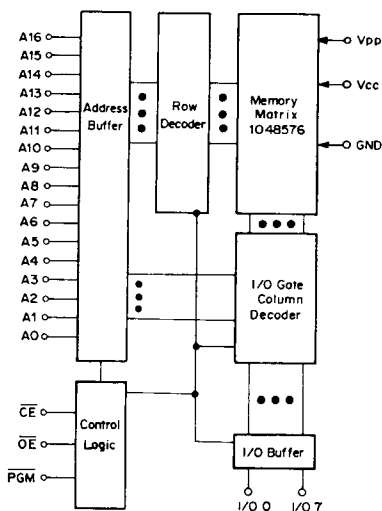 A16
A15
A14
A13
A12
A11
A10
A9
A8
A7
A6
A5
A4
A3
A2
A1
A0
Address
Buffer
Row
Decoder
Memory
Matrix
1048576
Vpp
Vcc
GND
I/O Gate
Column
Decoder
CE
OE
PGM
Control
Logic
I/O Buffer
I/O 0
I/O 7